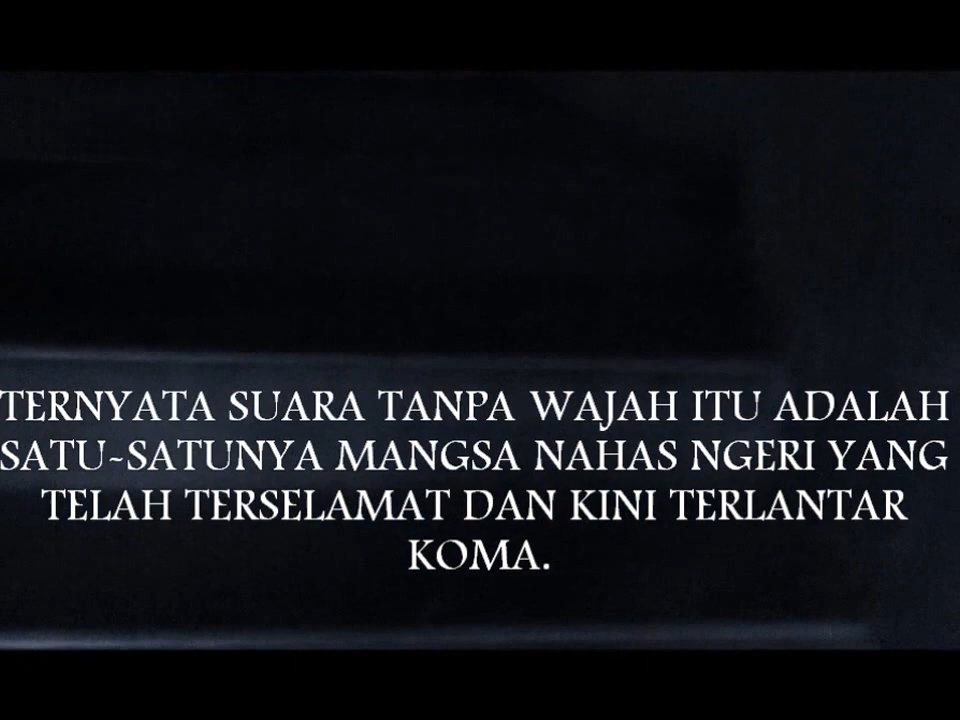 TERNYATA SUARA TANPA WAJAH ITU ADALAH
SATU-SATUNYA MANGSA NAHAS NGERI YANG
TELAH TERSELAMAT DAN KINI TERLANTAR
KOMA.